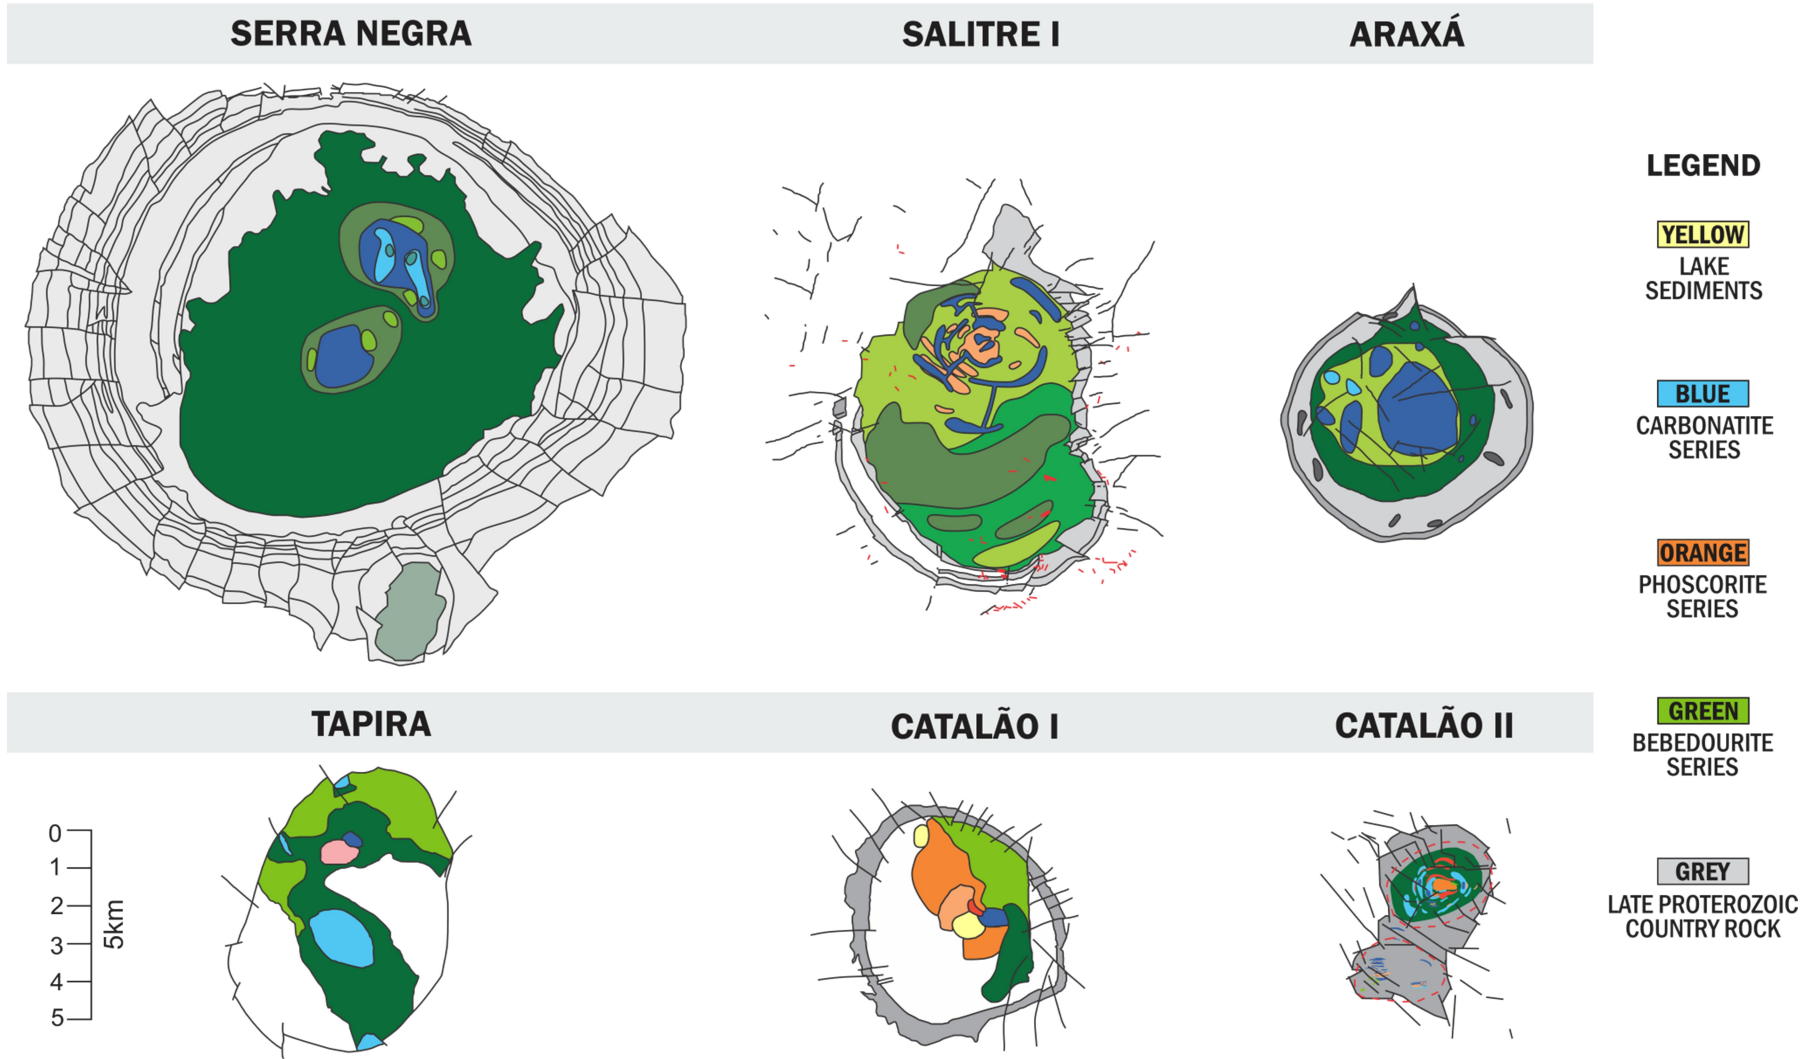 SERRA NEGRA
SALITRE I
ARAXÁ
LEGEND
YELLOW
LAKE
SEDIMENTS
BLUE
CARBONATITE
SERIES
ORANGE
PHOSCORITE
SERIES
GREEN
BEBEDOURITE
SERIES
GREY
LATE PROTEROZOIC
COUNTRY ROCK
TAPIRA
CATALÃO I
CATALÃO II
0
1
2
3
4
5
5km